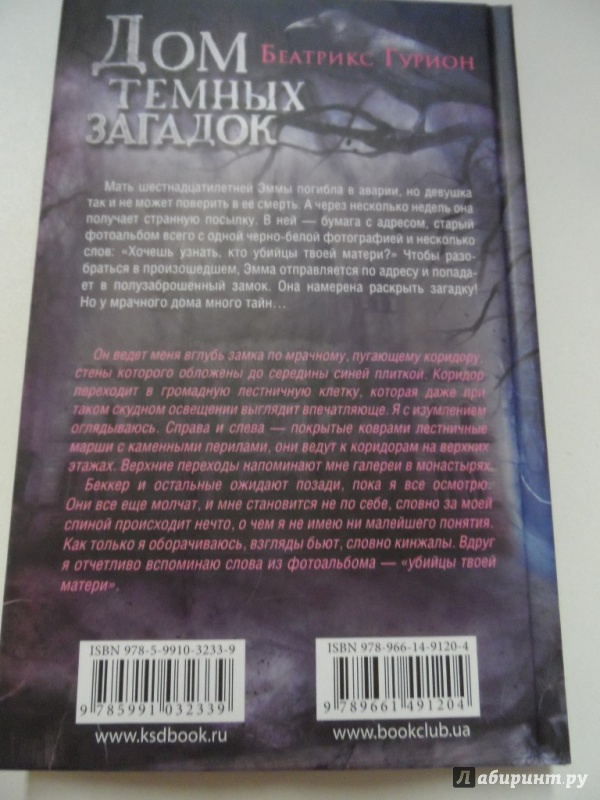 Дом
Беатрикс Гурион
темных
загадок
Мать шестнадцатилетней Эммы погибла в аварии, но девушка
так и не может поверить в ее смерть. А через несколько недель она
получает странную посылку. В ней — бумага с адресом, старый
фотоальбом всего с одной черно-белой фотографией и несколько
слов: «Хочешь узнать, кто убийцы твоей матери?» Чтобы разо-
браться в произошедшем, Эмма отправляется по адресу и попада-
ет в полузаброшенный замок. Она намерена раскрыть загадку!
Но у мрачного дома много тайн…
Он ведет меня вглубь замка по мрачному, пугающему коридору,
стены которого обложены до середины синей плиткой. Коридор
переходит в громадную лестничную клетку, которая даже при
таком скудном освещении выглядит впечатляюще. Я с изумлением
оглядываюсь. Справа и слева — покрытые коврами лестничные
марши с каменными перилами, они ведут к коридорам на верхних
этажах. Верхние переходы напоминают мне галереи в монастырях.
Беккер и остальные ожидают позади, пока я все осмотрю.
Они все еще молчат, и мне становится не по себе, словно за моей
спиной происходит нечто, о чем я не имею ни малейшего понятия.
Как только я оборачиваюсь, взгляды бьют, словно кинжалы. Вдруг
я отчетливо вспоминаю слова из фотоальбома — «убийцы твоей
матери».
ISBN 978-5-9910-3233-9
9 785991 032339
www.ksdbook.ru
ISBN 978-966-14-9120-4
9 789661 491204
www.bookclub.ua
Лабиринт.ру